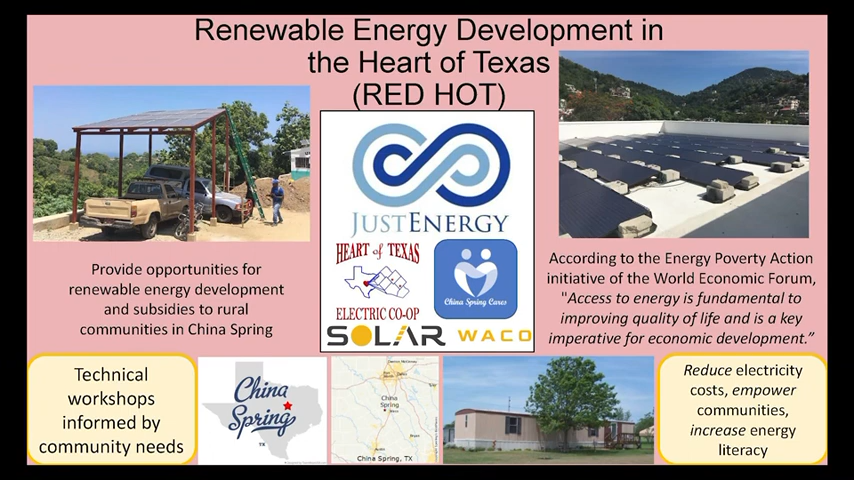 Renewable Energy Development in
the Heart of Texas
(RED HOT)
JUSTENERGY
HEART of TEXAS
ELECTRIC CO-OP
China Spring Cares
SOLAR WACO
Provide opportunities for
renewable energy development
and subsidies to rural
communities in China Spring
According to the Energy Poverty Action
initiative of the World Economic Forum,
"Access to energy is fundamental to
improving quality of life and is a key
imperative for economic development.”
Technical
workshops
informed by
community needs
China
Spring
TX
China
Spring
China Spring, TX
Reduce electricity
costs, empower
communities,
increase energy
literacy